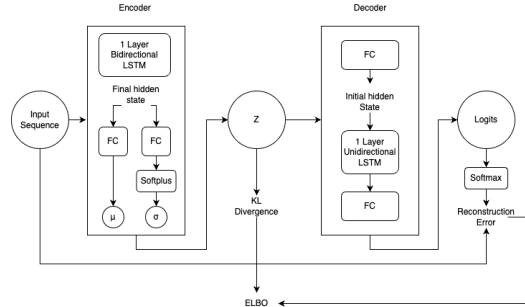 Encoder
Decoder
1 Layer
Bidirectional
LSTM
FC
Final hidden
state
Initial hidden
State
Input
Sequence
FC
FC
Z
1 Layer
Unidirectional
LSTM
Logits
Softplus
Softmax
μ
σ
KL
Divergence
FC
Reconstruction
Error
ELBO